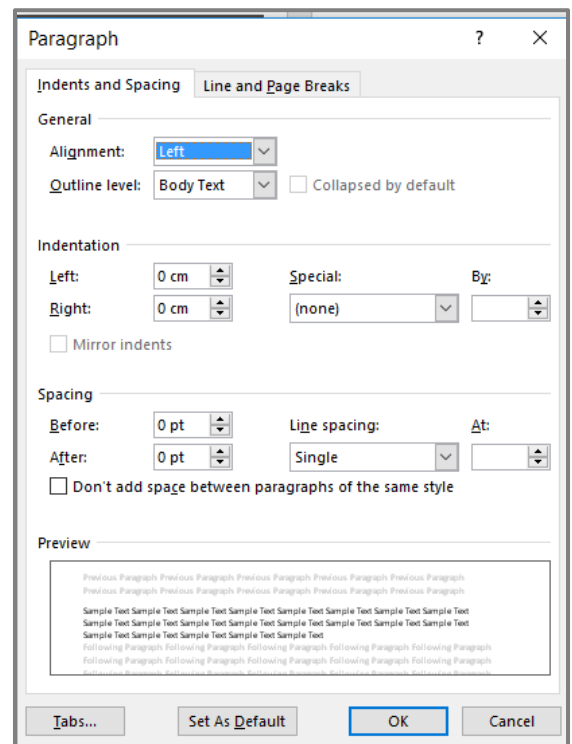 Paragraph ?
Indents and Spacing Line and Page Breaks
General
Alignment: Left
Outline level: Body Text Collapsed by default
Indentation
Left: 0 cm Special: By:
Right: 0 cm (none)
Mirror indents
Spacing
Before: 0 pt Line spacing: At:
After: 0 pt Single
Don't add space between paragraphs of the same style
Preview
Previous Paragraph Previous Paragraph Previous Paragraph Previous Paragraph Previous Paragraph
Previous Paragraph Previous Paragraph Previous Paragraph Previous Paragraph Previous Paragraph
Sample Text Sample Text Sample Text Sample Text Sample Text Sample Text Sample Text Sample Text
Sample Text Sample Text Sample Text Sample Text Sample Text Sample Text Sample Text Sample Text
Sample Text Sample Text Sample Text Sample Text Sample Text
Following Paragraph Following Paragraph Following Paragraph Following Paragraph Following Paragraph
Following Paragraph Following Paragraph Following Paragraph Following Paragraph Following Paragraph
Tabs... Set As Default OK Cancel